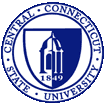 CENTRAL CONNECTICUT
STATE UNIVERSITY
1849